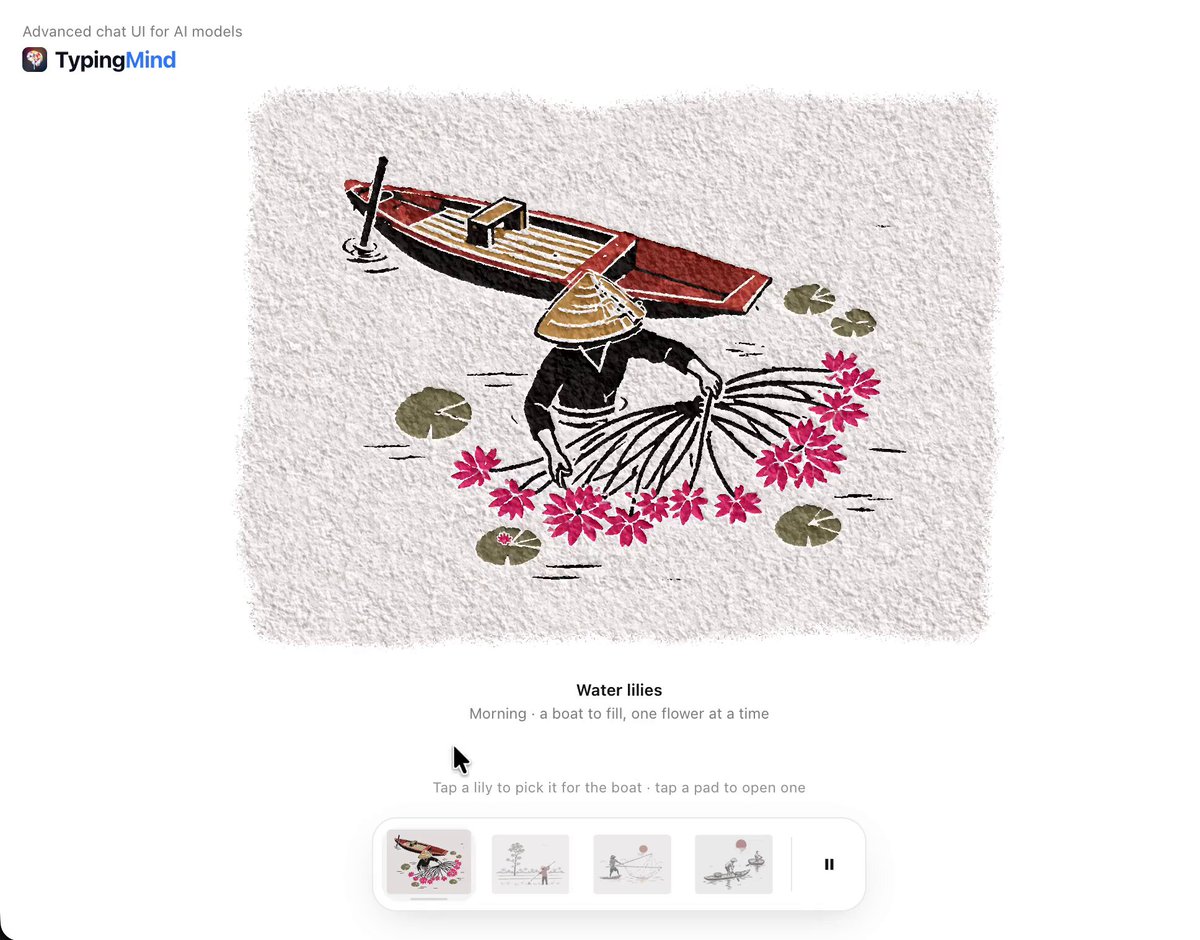 Advanced chat UI for AI models
TypingMind
Water lilies
Morning · a boat to fill, one flower at a time
Tap a lily to pick it for the boat · tap a pad to open one